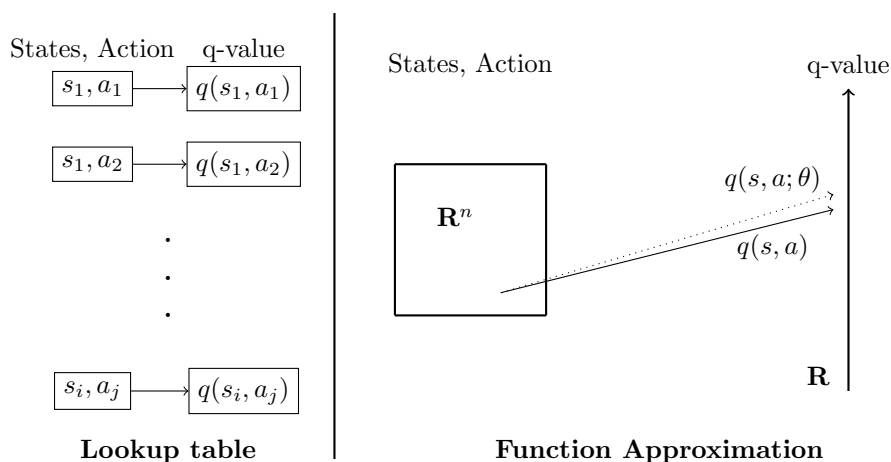 States, Action q-value
s₁, a₁ q(s₁, a₁)
s₁, a₂ q(s₁, a₂)
.
.
.
sᵢ, aⱼ q(sᵢ, aⱼ)
Lookup table
States, Action q-value
q(s, a; θ)
Rⁿ
q(s, a)
R
Function Approximation